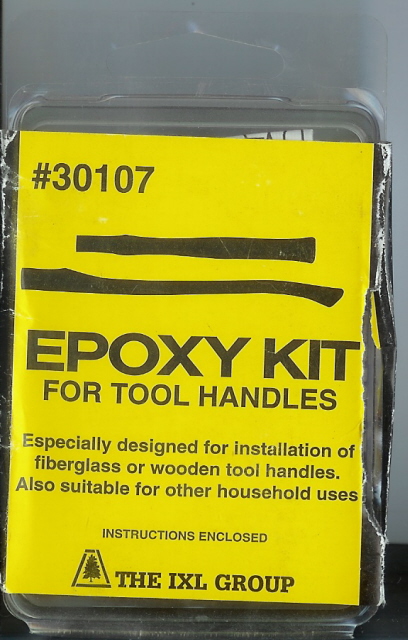 #30107
EPOXY KIT
FOR TOOL HANDLES
Especially designed for installation of
fiberglass or wooden tool handles.
Also suitable for other household uses
INSTRUCTIONS ENCLOSED
THE IXL GROUP